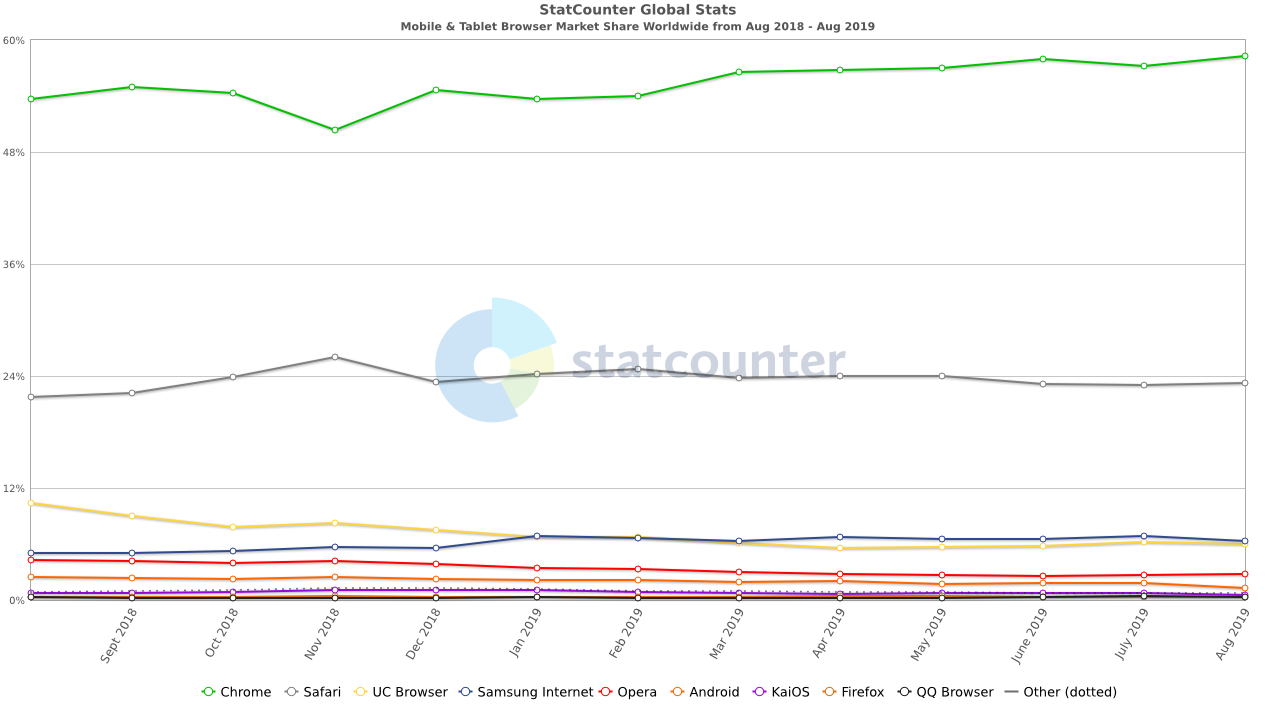 StatCounter Global Stats
Mobile & Tablet Browser Market Share Worldwide from Aug 2018 - Aug 2019
60%
48%
36%
24%
12%
0%
statcounter
Sept 2018
Oct 2018
Nov 2018
Dec 2018
Jan 2019
Feb 2019
Mar 2019
Apr 2019
May 2019
June 2019
July 2019
Aug 2019
Chrome Safari UC Browser Samsung Internet Opera Android KaiOS Firefox QQ Browser Other (dotted)